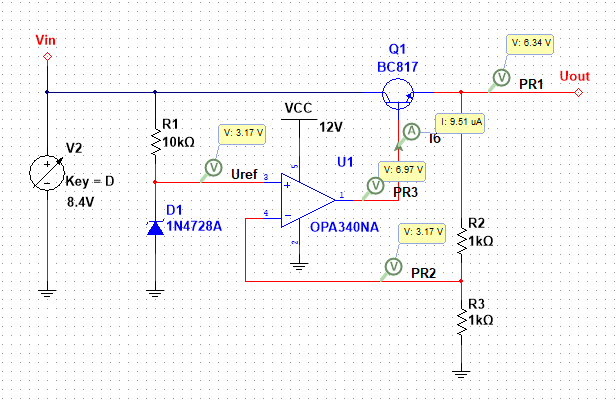 Q1
BC817
V: 6.34 V
Vin
PR1
Uout
VCC
12V
I: 9.51 uA
I6
R1
10kΩ
V: 3.17 V
V2
Key = D
8.4V
U1
V: 6.97 V
Uref
3
5
1
PR3
4
2
D1
1N4728A
OPA340NA
V: 3.17 V
R2
1kΩ
PR2
R3
1kΩ